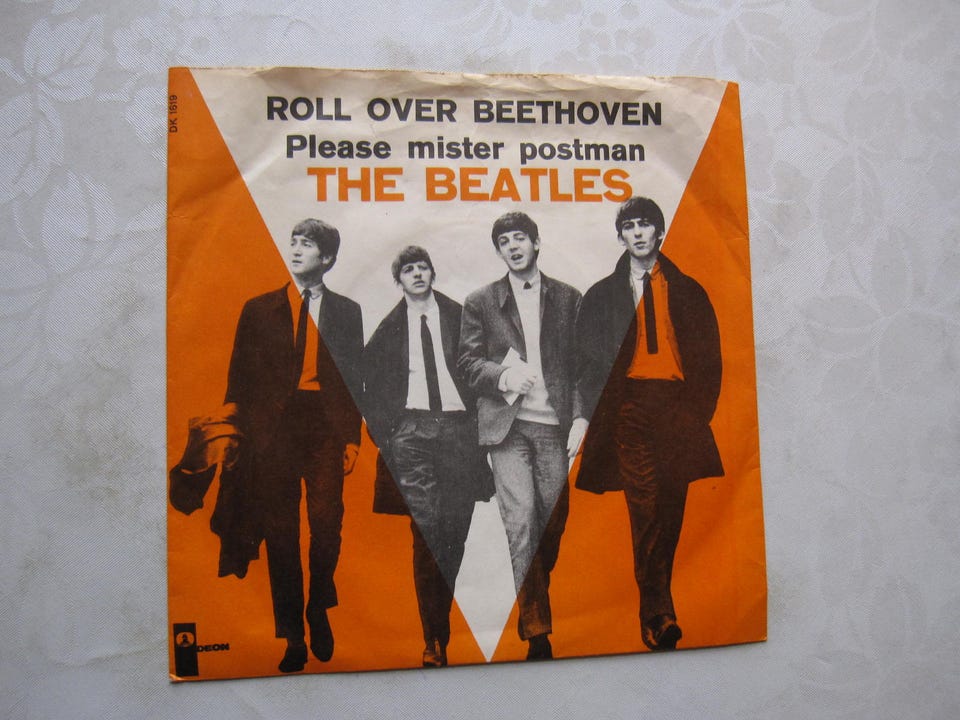 ROLL OVER BEETHOVEN
Please mister postman
THE BEATLES
DK 1619
ODEON